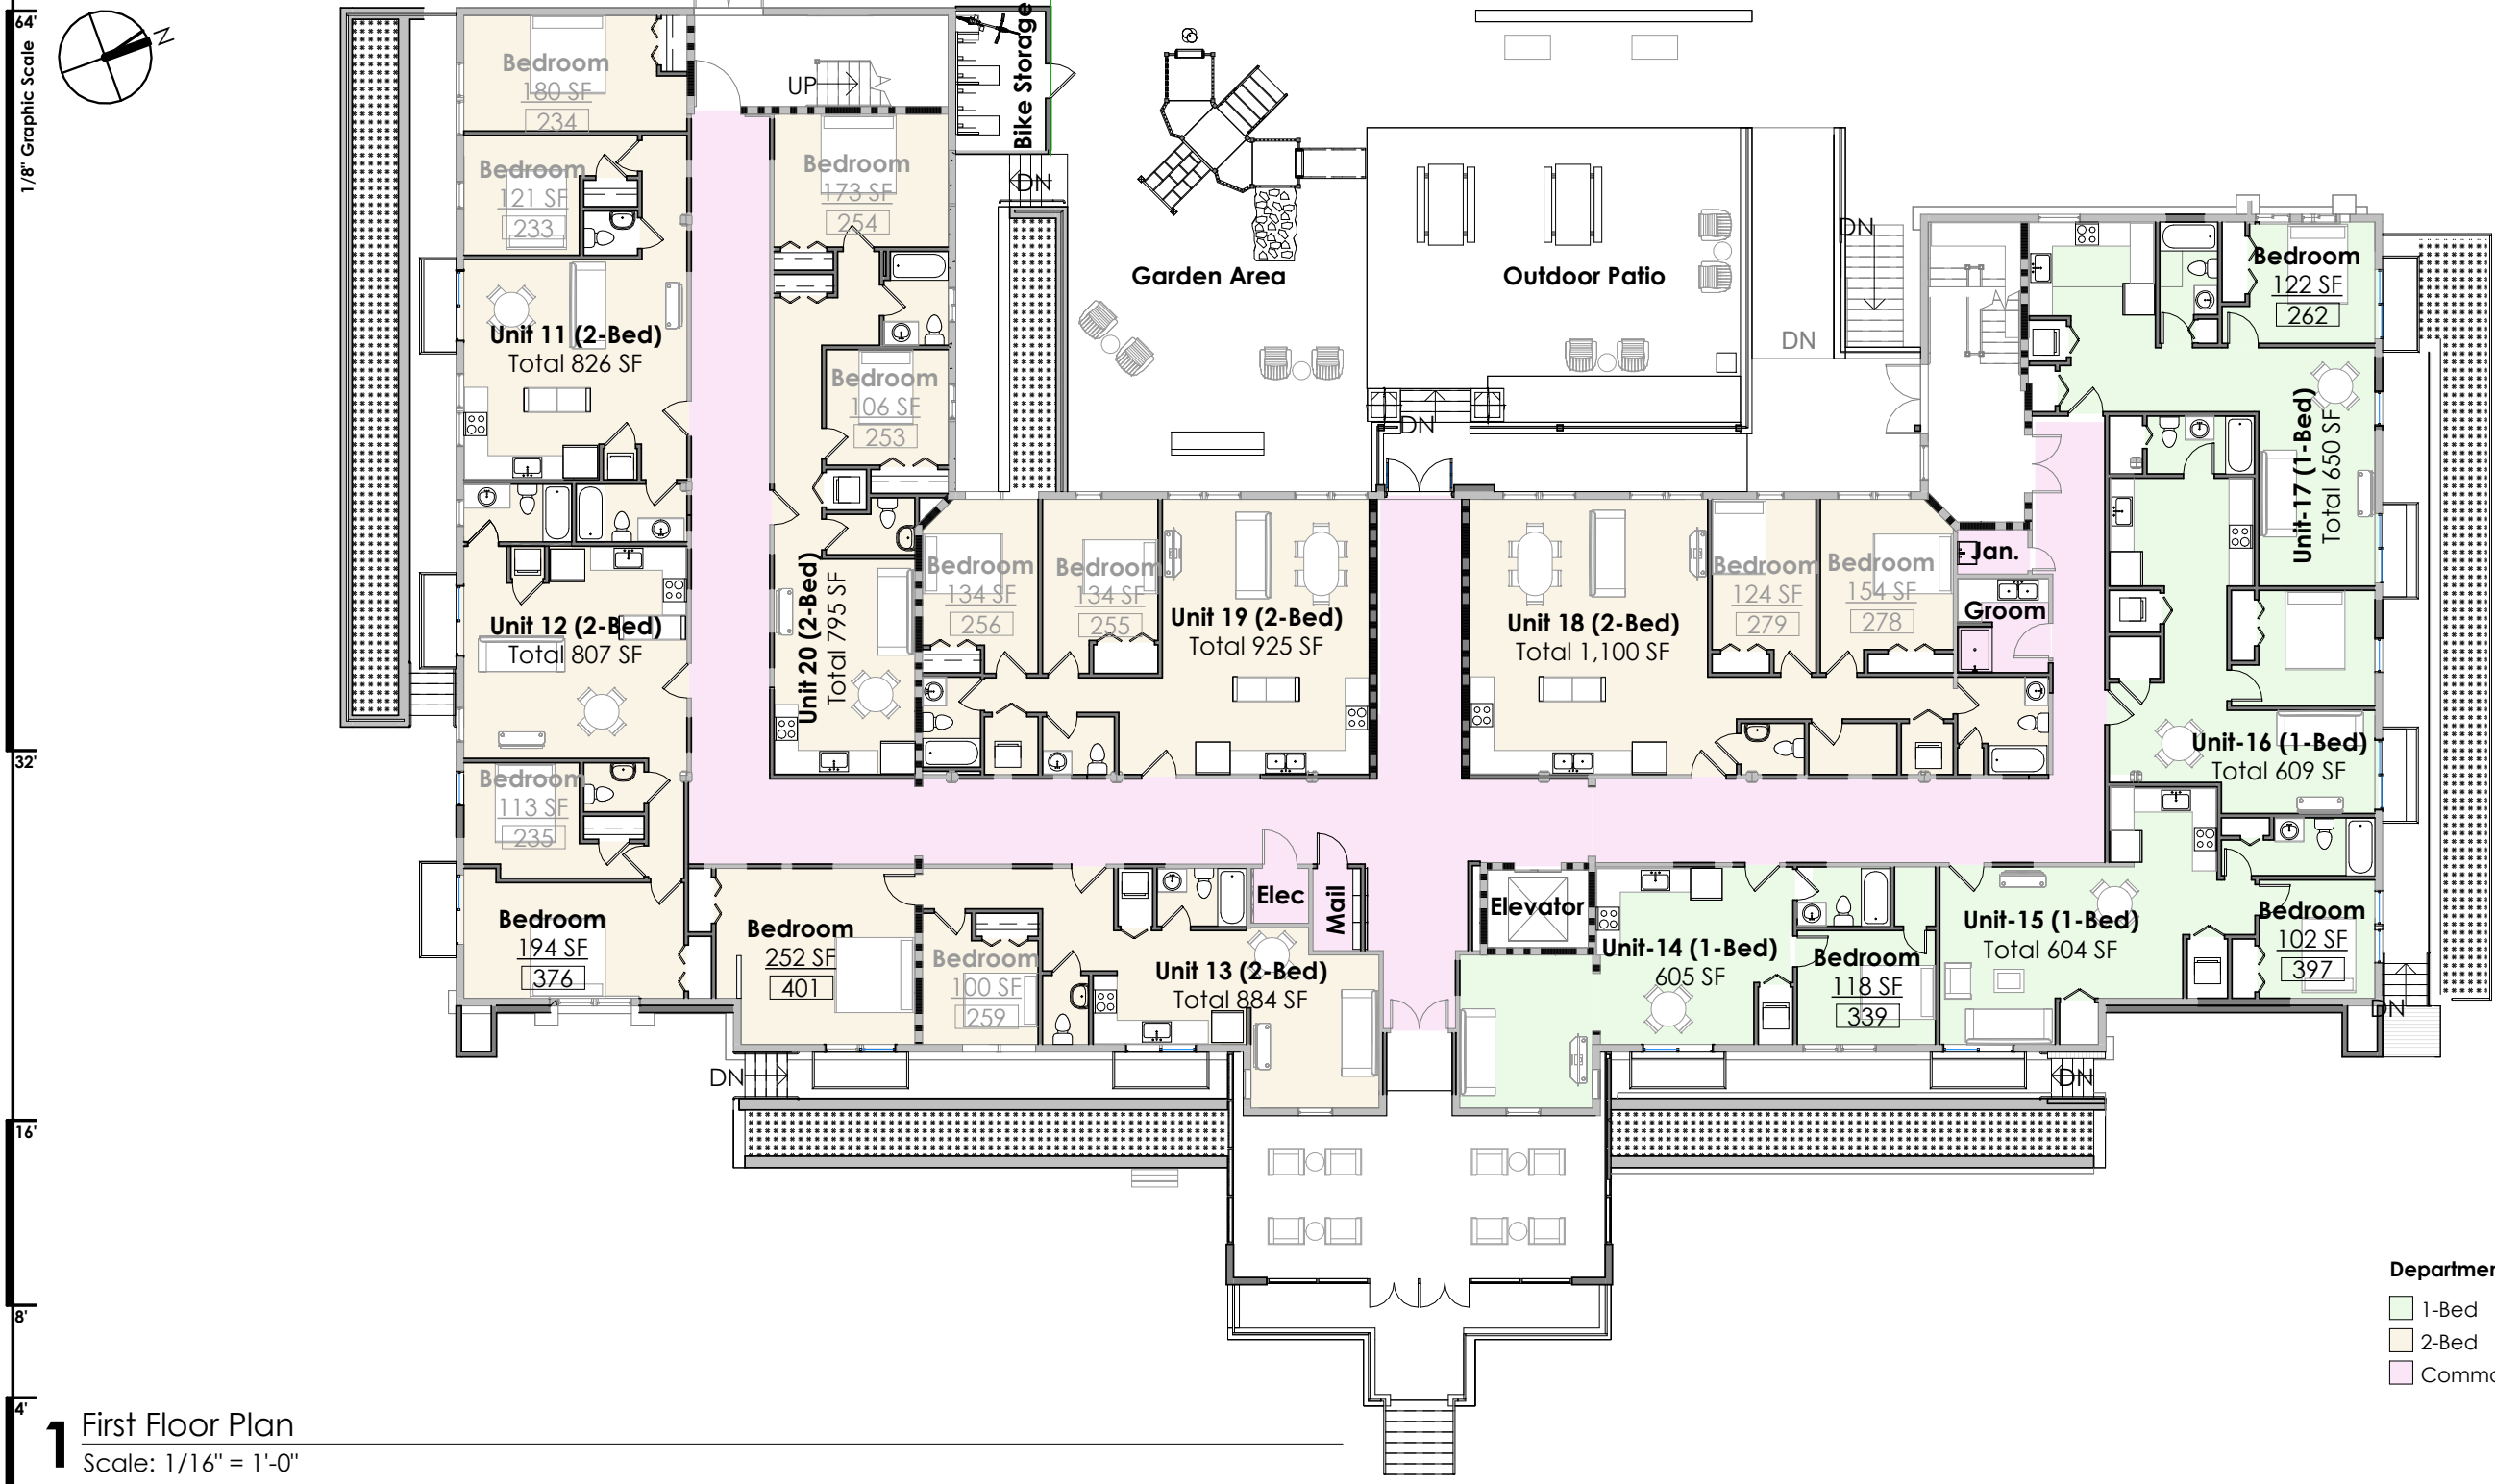 64'
1/8" Graphic Scale
32'
16'
8'
4'
N
Bedroom
180 SF
234
Bedroom
121 SF
233
Unit 11 (2-Bed)
Total 826 SF
Unit 12 (2-Bed)
Total 807 SF
Bedroom
113 SF
235
Bedroom
194 SF
376
UP
Bike Storage
DN
Bedroom
173 SF
254
Bedroom
106 SF
253
Unit 20 (2-Bed)
Total 795 SF
Bedroom
134 SF
256
Bedroom
134 SF
255
Unit 19 (2-Bed)
Total 925 SF
Garden Area
Outdoor Patio
DN
DN
DN
Unit 18 (2-Bed)
Total 1,100 SF
Bedroom
124 SF
279
Bedroom
154 SF
278
Jan.
Groom
Bedroom
122 SF
262
Unit-17 (1-Bed)
Total 650 SF
Unit-16 (1-Bed)
Total 609 SF
Bedroom
252 SF
401
Bedroom
100 SF
259
Unit 13 (2-Bed)
Total 884 SF
Elec
Mail
Elevator
Unit-14 (1-Bed)
605 SF
Bedroom
118 SF
339
Unit-15 (1-Bed)
Total 604 SF
Bedroom
102 SF
397
DN
DN
DN
Departmen
1-Bed
2-Bed
Commo
1
First Floor Plan
Scale: 1/16" = 1'-0"